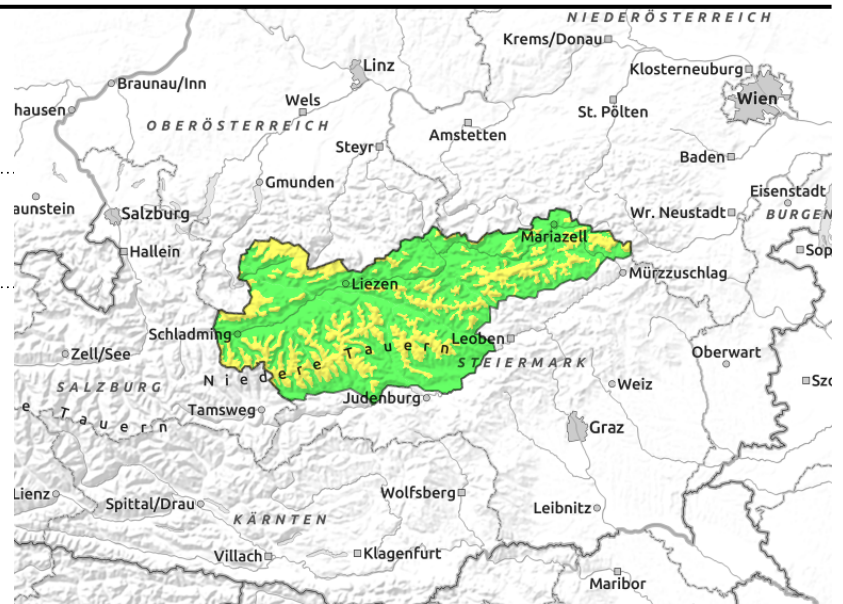 NIEDERÖSTERREICH
Krems/Donau
Linz
Klosterneuburg
Braunau/Inn
Wien
Wels
hausen
St. Pölten
OBERÖSTERREICH
Amstetten
Steyr
Baden
Gmunden
Eisenstadt
aunstein
Salzburg
Wr. Neustadt
BURGEN
Mariazell
Hallein
Sop
Mürzzuschlag
Liezen
Schladming
Leoben
Zell/See
Oberwart
STEIERMARK
Niedere Tauern
SALZBURG
Weiz
Szo
Judenburg
Tamsweg
e Tauern
Graz
Lienz
Wolfsberg
Spittal/Drau
Leibnitz
KÄRNTEN
Villach
Klagenfurt
Maribor